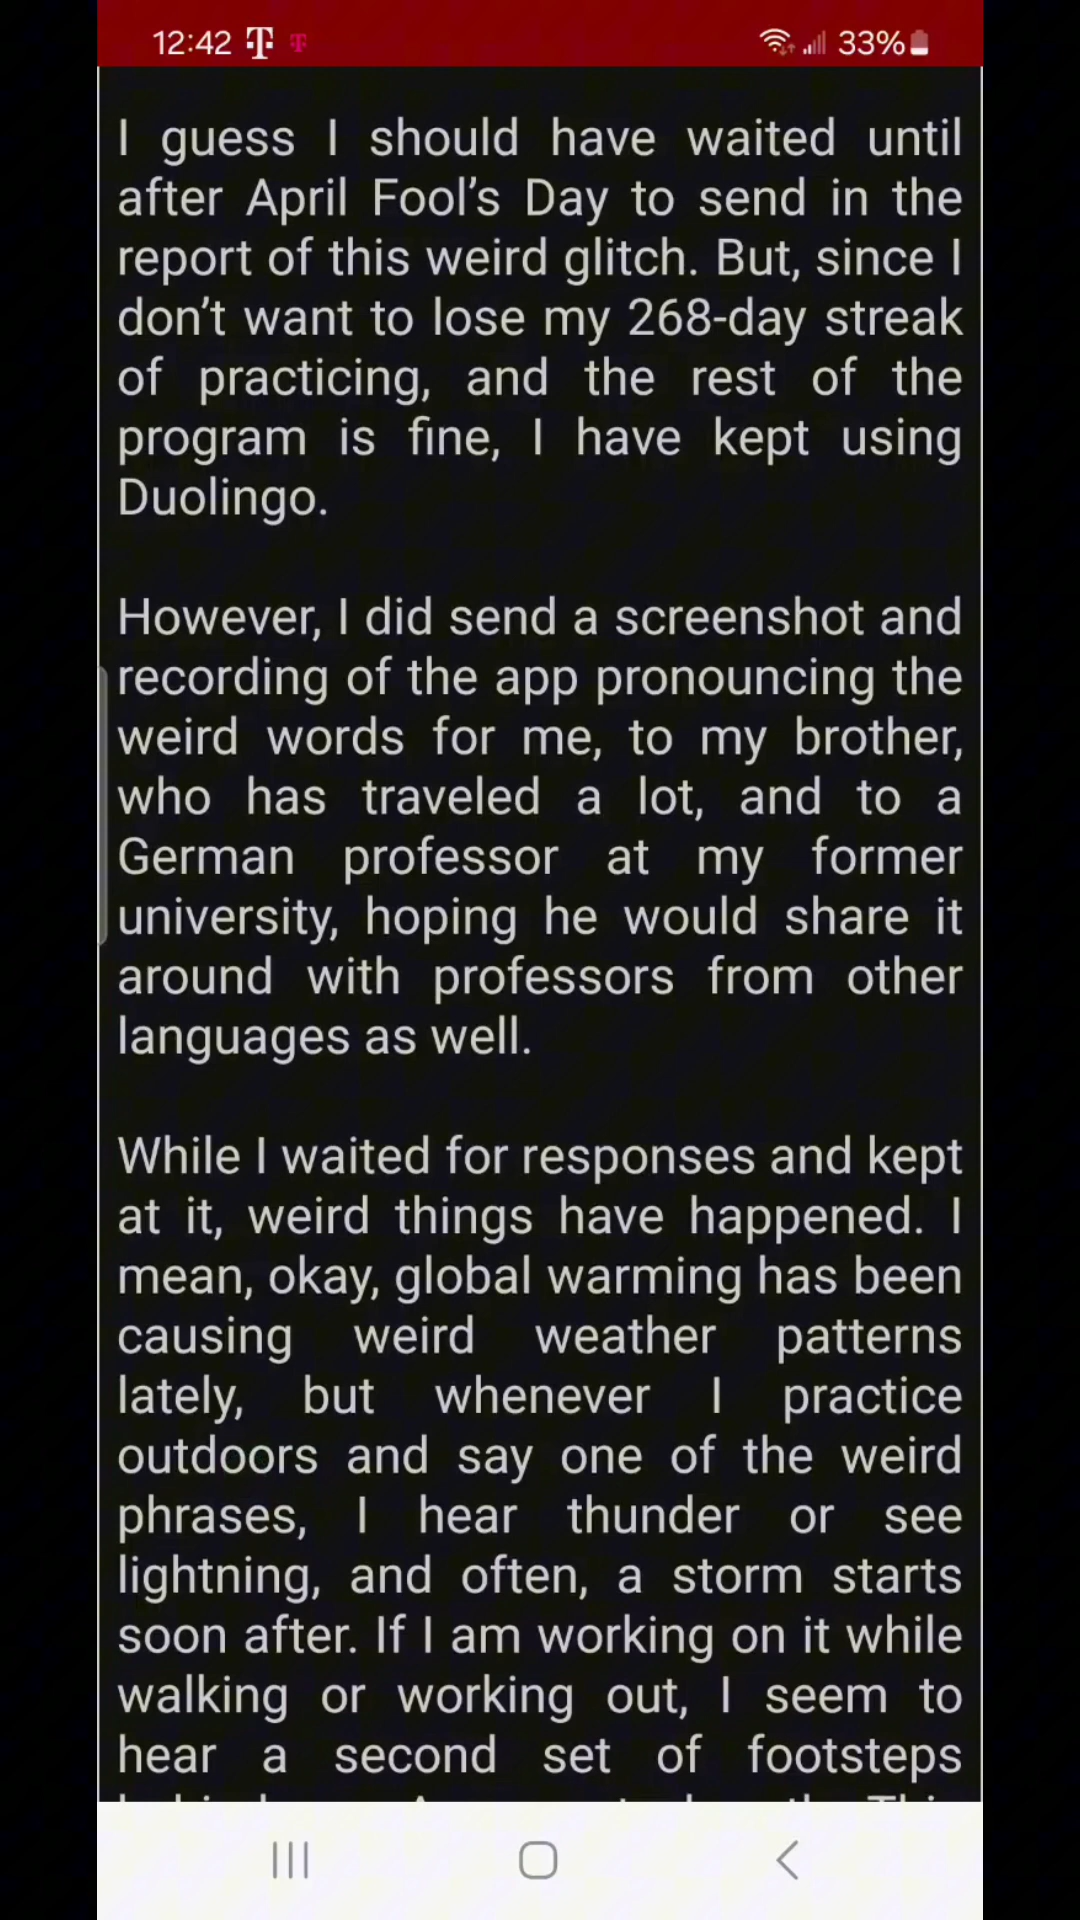 12:42
33%
I guess I should have waited until
after April Fool’s Day to send in the
report of this weird glitch. But, since I
don’t want to lose my 268-day streak
of practicing, and the rest of the
program is fine, I have kept using
Duolingo.
However, I did send a screenshot and
recording of the app pronouncing the
weird words for me, to my brother,
who has traveled a lot, and to a
German professor at my former
university, hoping he would share it
around with professors from other
languages as well.
While I waited for responses and kept
at it, weird things have happened. I
mean, okay, global warming has been
causing weird weather patterns
lately, but whenever I practice
outdoors and say one of the weird
phrases, I hear thunder or see
lightning, and often, a storm starts
soon after. If I am working on it while
walking or working out, I seem to
hear a second set of footsteps